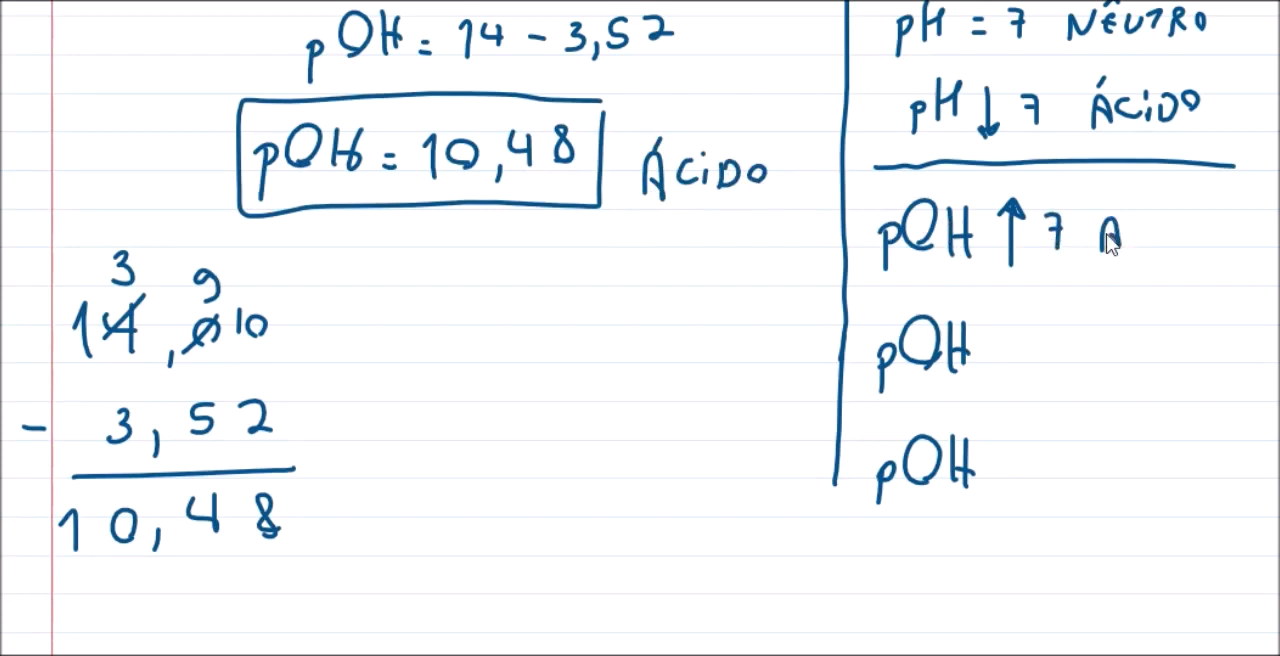 pOH = 14 - 3,52
pOH = 10,48 ÁCIDO
3 9
14,010
- 3,52
10,48
pH = 7 NÊUTRO
pH ↓ 7 ÁCIDO
pOH ↑ 7 A
pOH
pOH